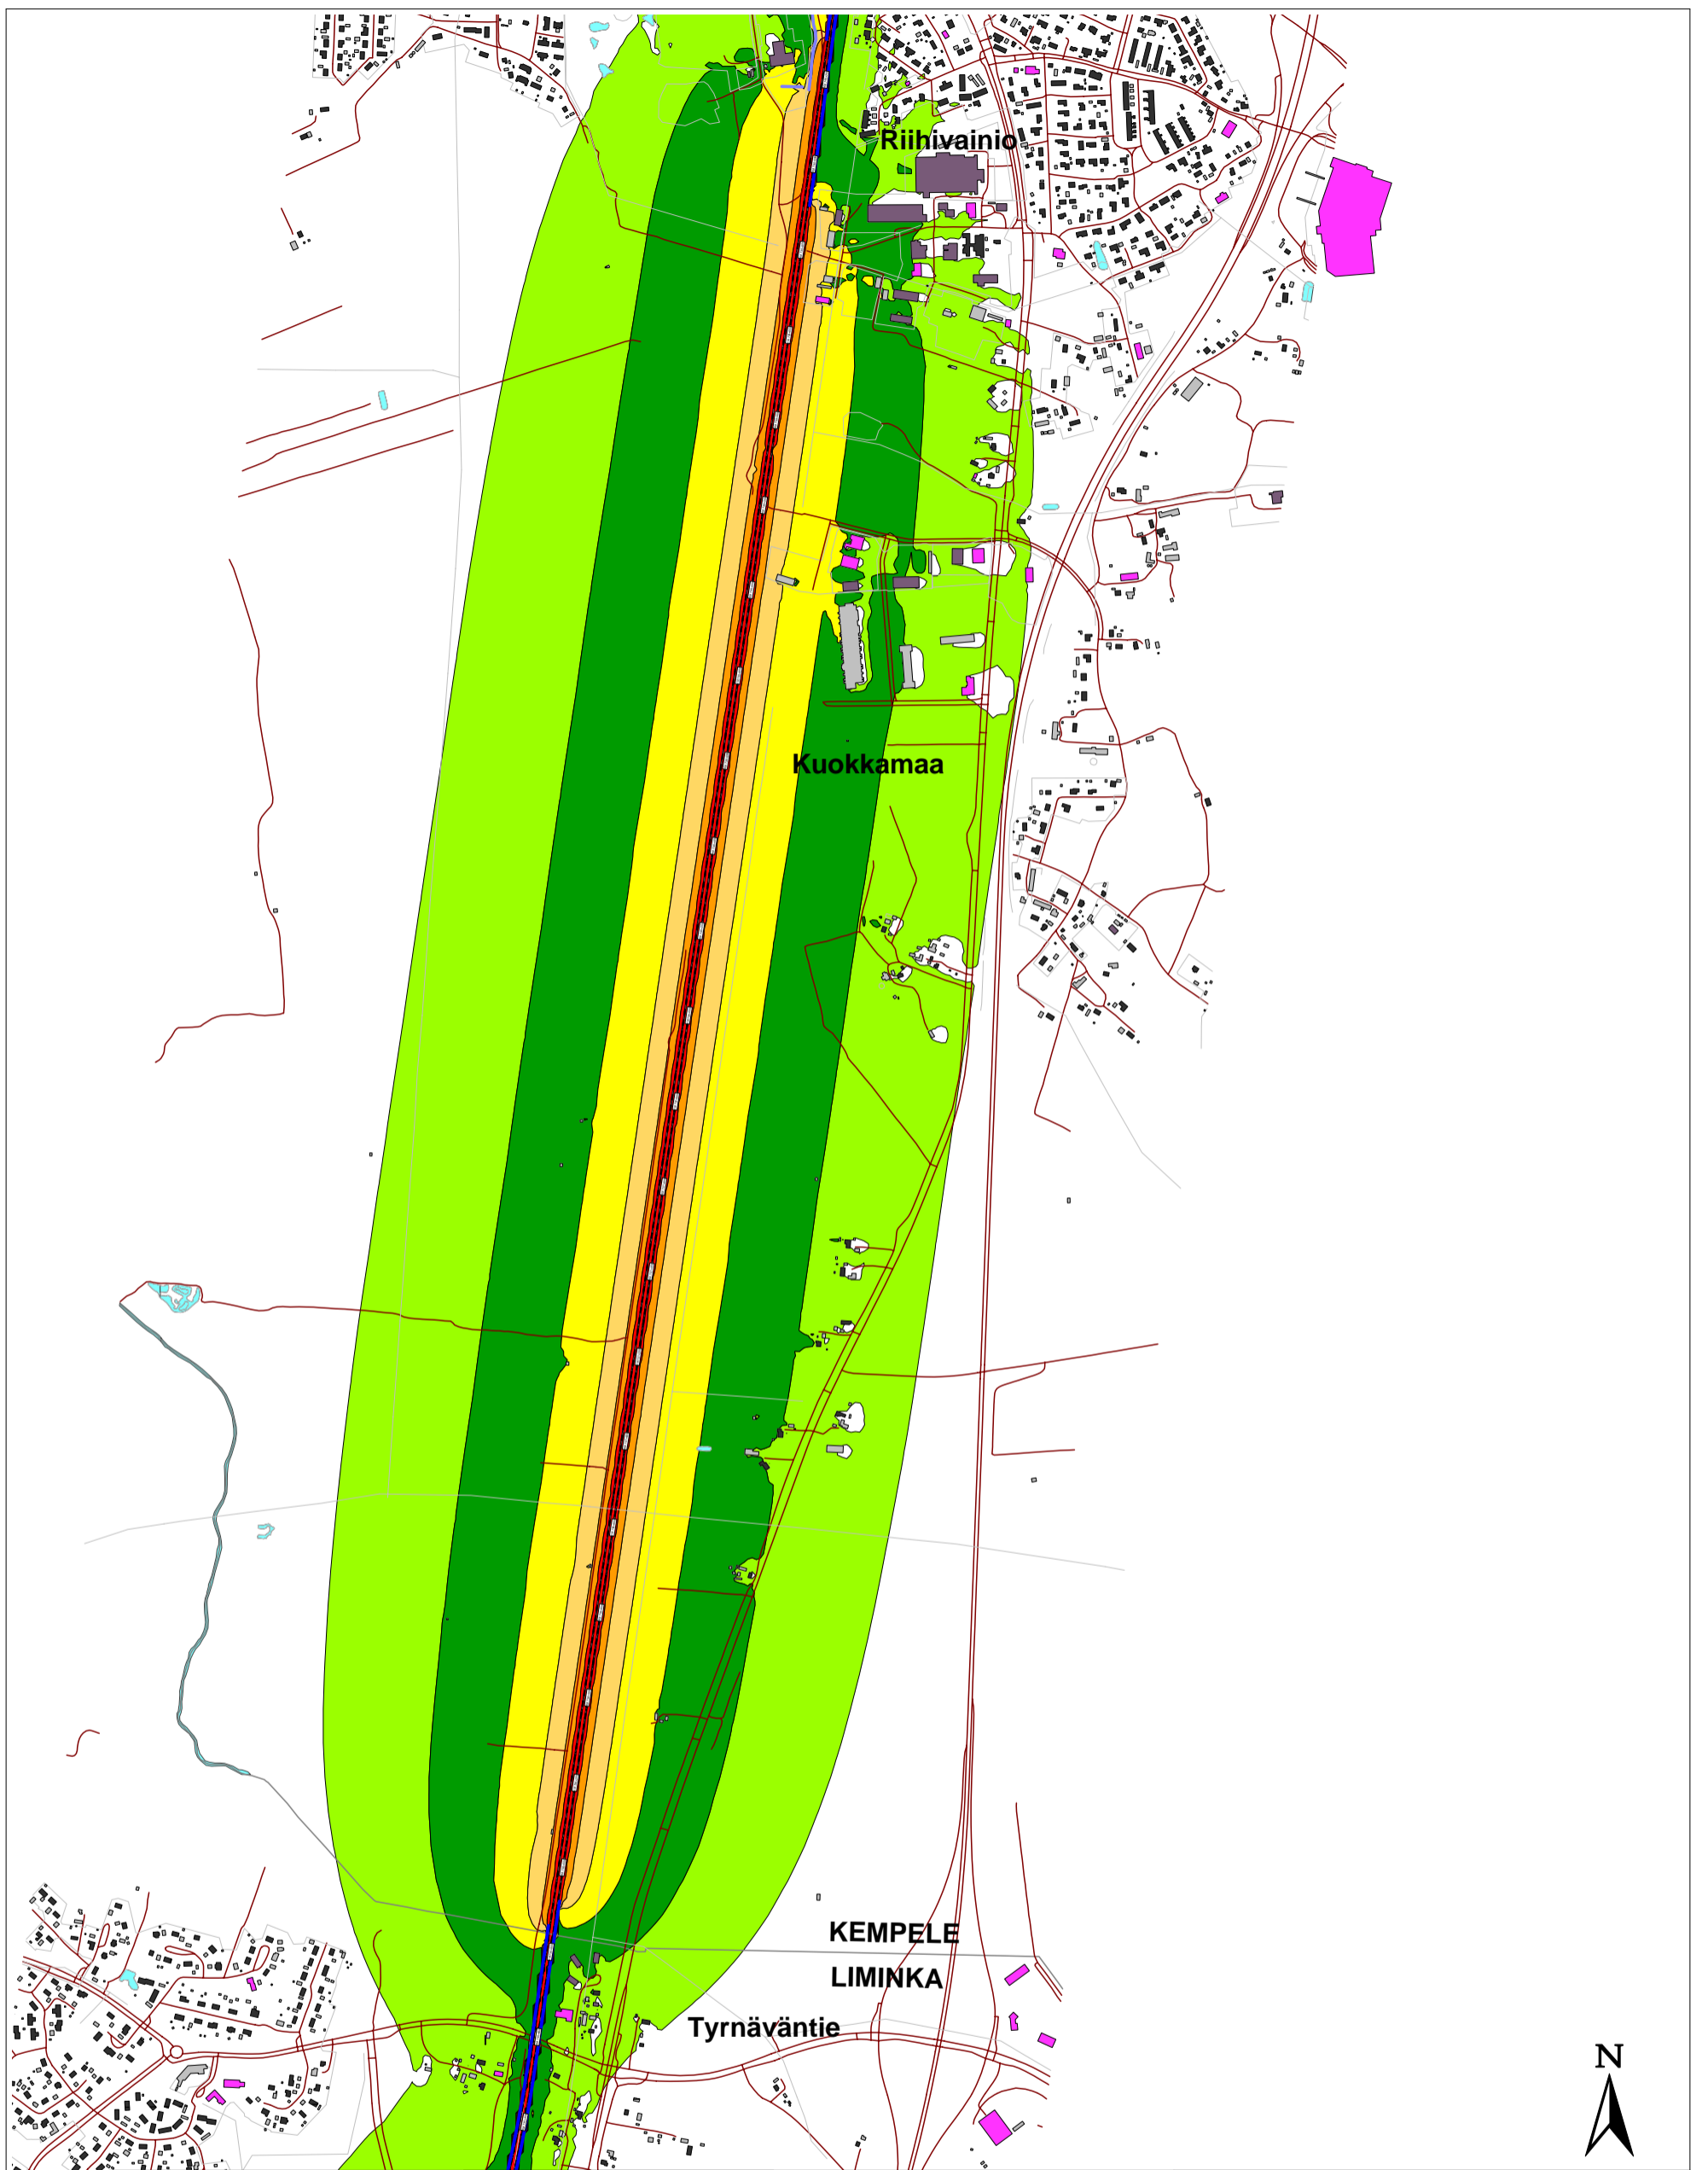 Riihivainio
Kuokkamaa
KEMPELE
LIMINKA
Tyrnäväntie
N